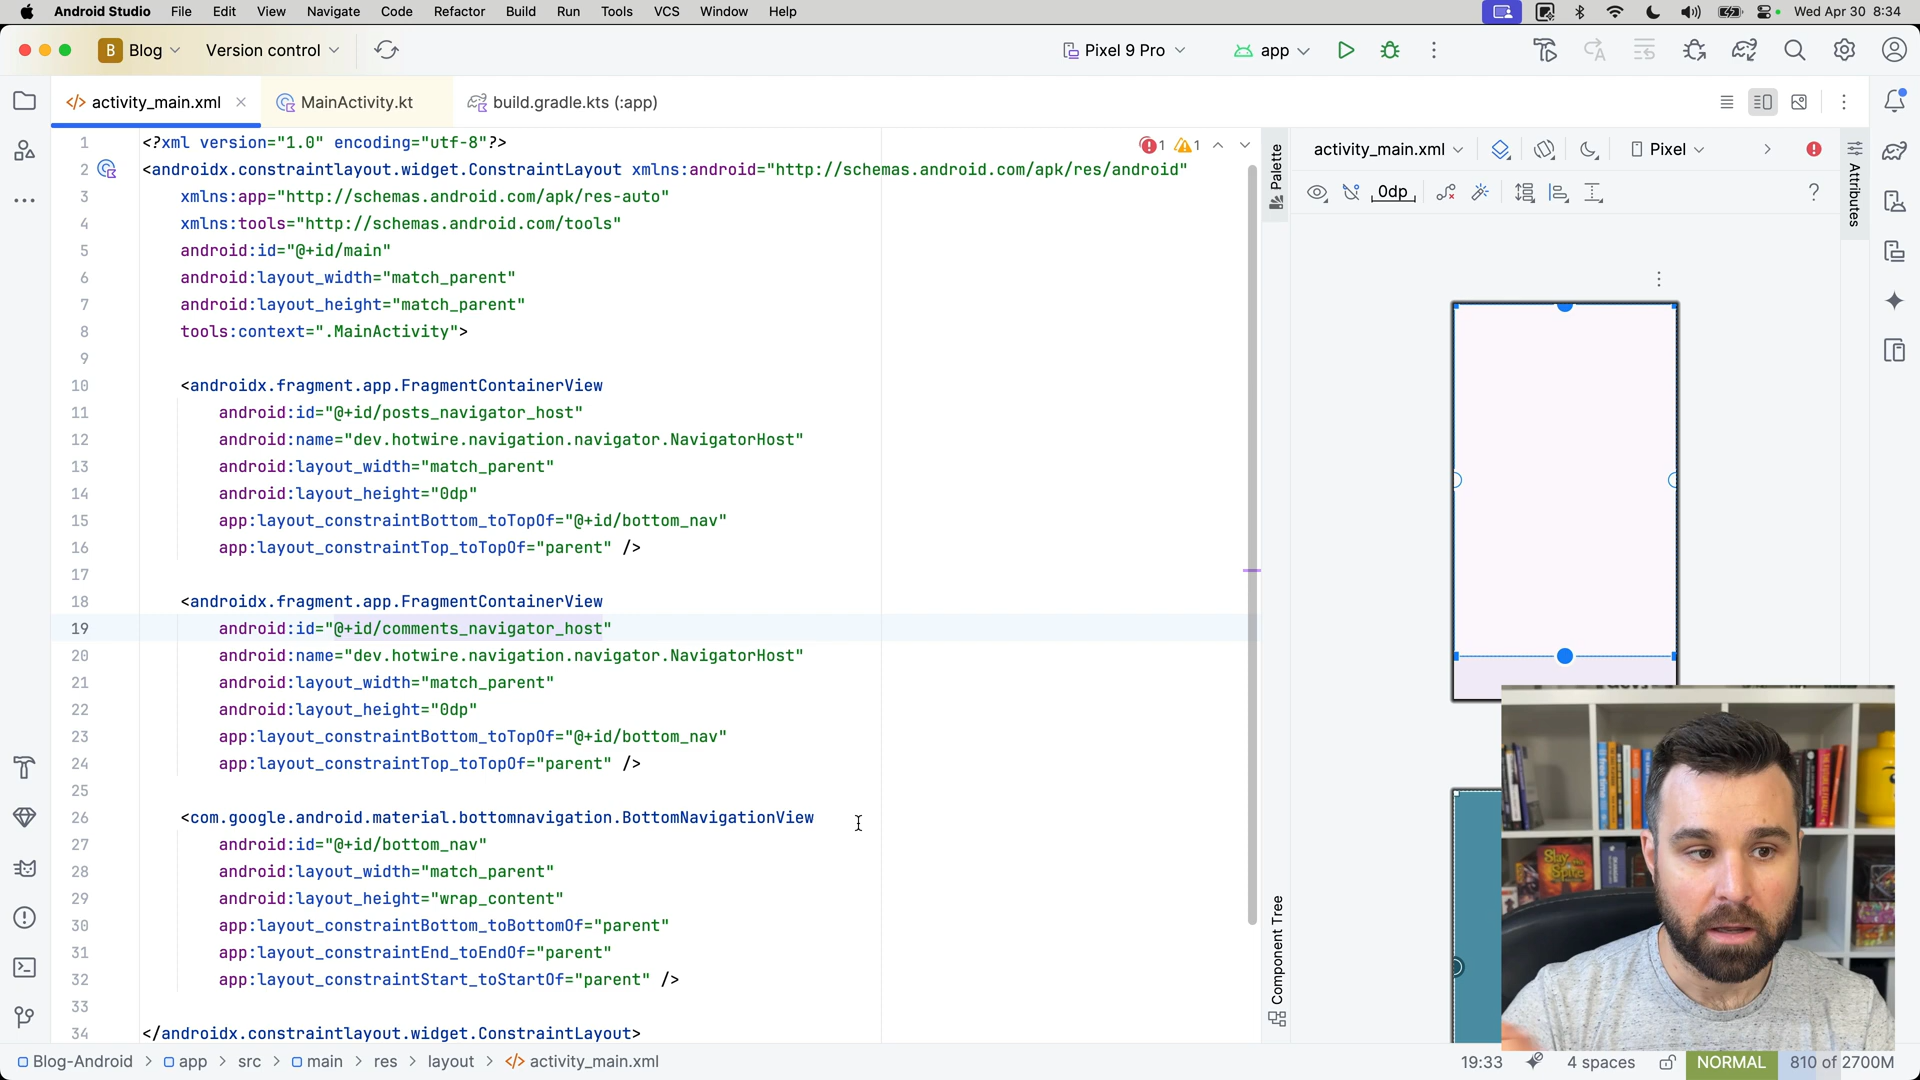 Android Studio File Edit View Navigate Code Refactor Build Run Tools VCS Window Help Wed Apr 30 8:34
B Blog Version control Pixel 9 Pro app
activity_main.xml MainActivity.kt build.gradle.kts (:app)
1 <?xml version="1.0" encoding="utf-8"?>
2 <androidx.constraintlayout.widget.ConstraintLayout xmlns:android="http://schemas.android.com/apk/res/android"
3 xmlns:app="http://schemas.android.com/apk/res-auto"
4 xmlns:tools="http://schemas.android.com/tools"
5 android:id="@+id/main"
6 android:layout_width="match_parent"
7 android:layout_height="match_parent"
8 tools:context=".MainActivity">
9
10 <androidx.fragment.app.FragmentContainerView
11 android:id="@+id/posts_navigator_host"
12 android:name="dev.hotwire.navigation.navigator.NavigatorHost"
13 android:layout_width="match_parent"
14 android:layout_height="0dp"
15 app:layout_constraintBottom_toTopOf="@+id/bottom_nav"
16 app:layout_constraintTop_toTopOf="parent" />
17
18 <androidx.fragment.app.FragmentContainerView
19 android:id="@+id/comments_navigator_host"
20 android:name="dev.hotwire.navigation.navigator.NavigatorHost"
21 android:layout_width="match_parent"
22 android:layout_height="0dp"
23 app:layout_constraintBottom_toTopOf="@+id/bottom_nav"
24 app:layout_constraintTop_toTopOf="parent" />
25
26 <com.google.android.material.bottomnavigation.BottomNavigationView
27 android:id="@+id/bottom_nav"
28 android:layout_width="match_parent"
29 android:layout_height="wrap_content"
30 app:layout_constraintBottom_toBottomOf="parent"
31 app:layout_constraintEnd_toEndOf="parent"
32 app:layout_constraintStart_toStartOf="parent" />
33
34 </androidx.constraintlayout.widget.ConstraintLayout>
1 1
Palette
Component Tree
activity_main.xml Pixel
0dp ?
Attributes
Slay the Spire
Blog-Android > app > src > main > res > layout > activity_main.xml 19:33 4 spaces NORMAL 810 of 2700M